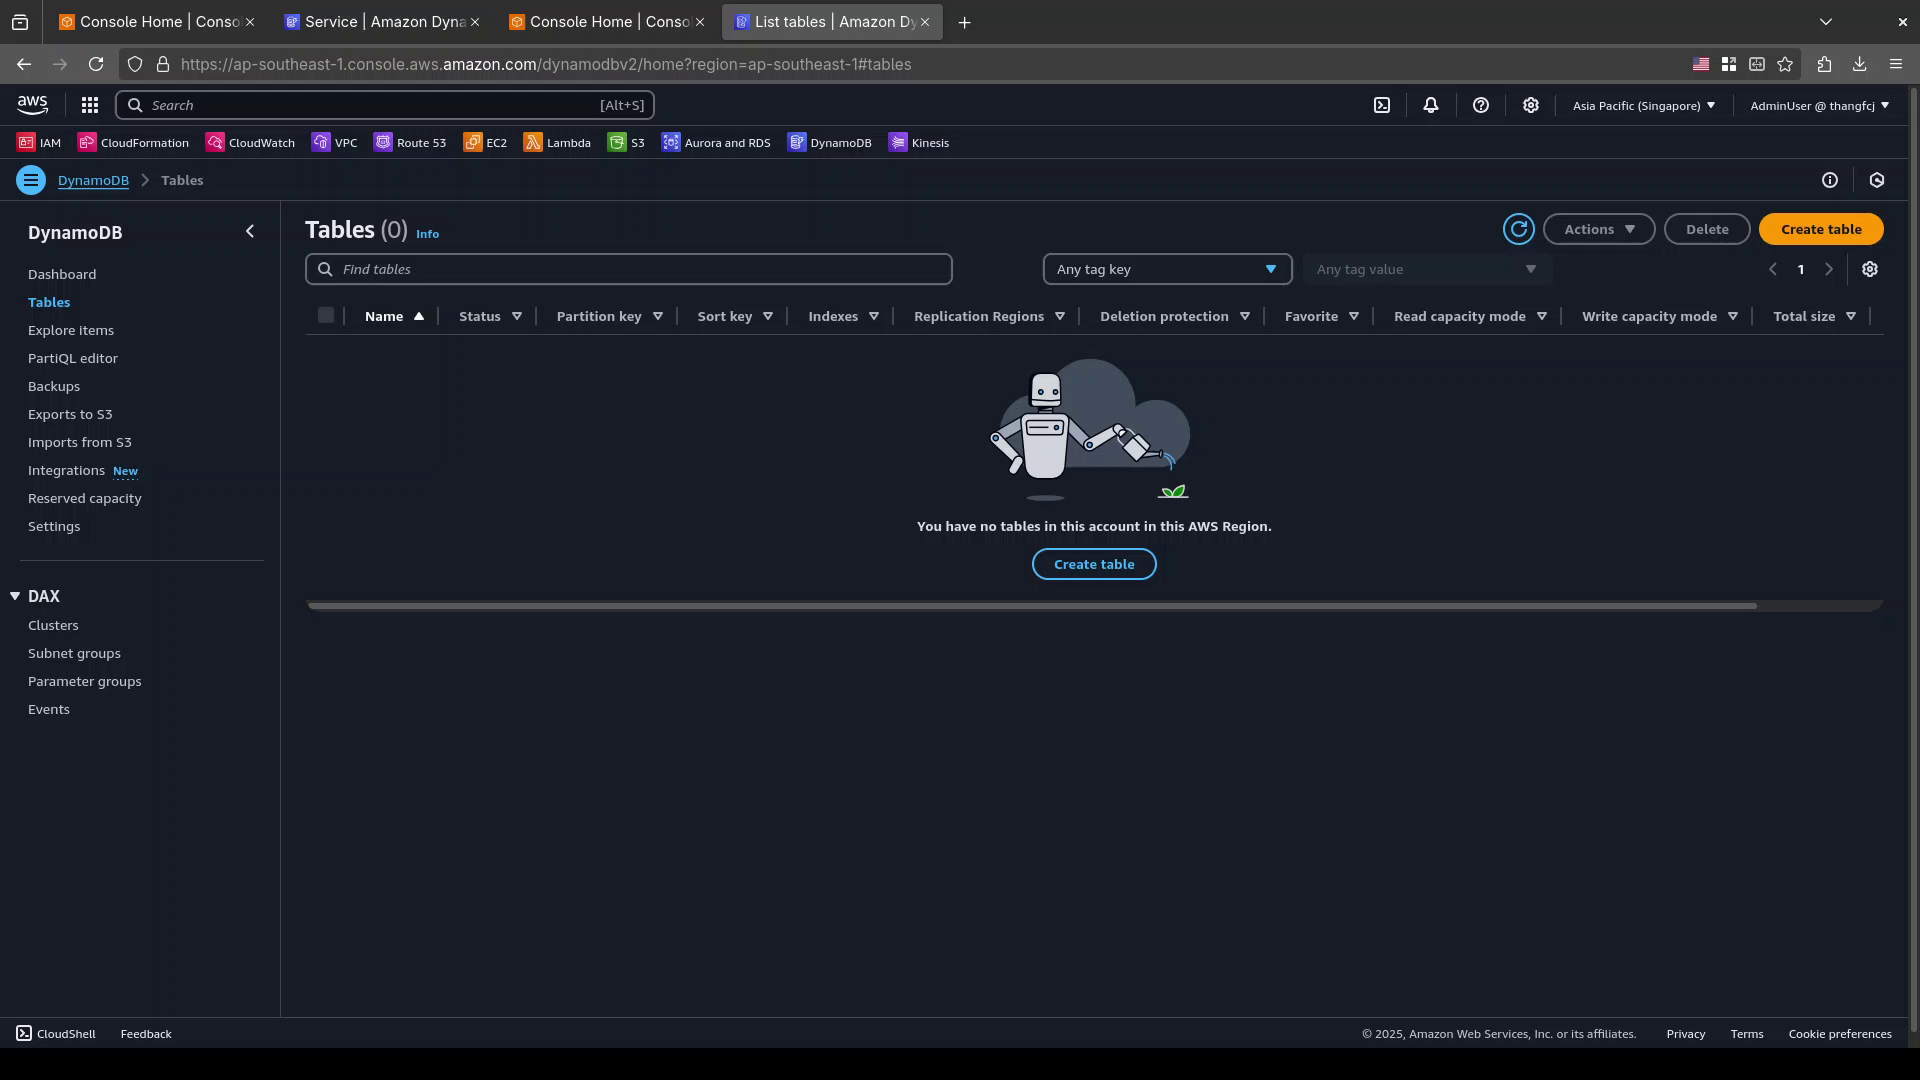 Console Home | Conso
Service | Amazon Dyna
Console Home | Conso
List tables | Amazon Dy
https://ap-southeast-1.console.aws.amazon.com/dynamodbv2/home?region=ap-southeast-1#tables
aws
Search
[Alt+S]
Asia Pacific (Singapore)
AdminUser @ thangfcj
IAM
CloudFormation
CloudWatch
VPC
Route 53
EC2
Lambda
S3
Aurora and RDS
DynamoDB
Kinesis
DynamoDB
Tables
DynamoDB
Dashboard
Tables
Explore items
PartiQL editor
Backups
Exports to S3
Imports from S3
Integrations New
Reserved capacity
Settings
DAX
Clusters
Subnet groups
Parameter groups
Events
Tables (0) Info
Actions
Delete
Create table
Find tables
Any tag key
Any tag value
1
Name
Status
Partition key
Sort key
Indexes
Replication Regions
Deletion protection
Favorite
Read capacity mode
Write capacity mode
Total size
You have no tables in this account in this AWS Region.
Create table
CloudShell
Feedback
© 2025, Amazon Web Services, Inc. or its affiliates.
Privacy
Terms
Cookie preferences